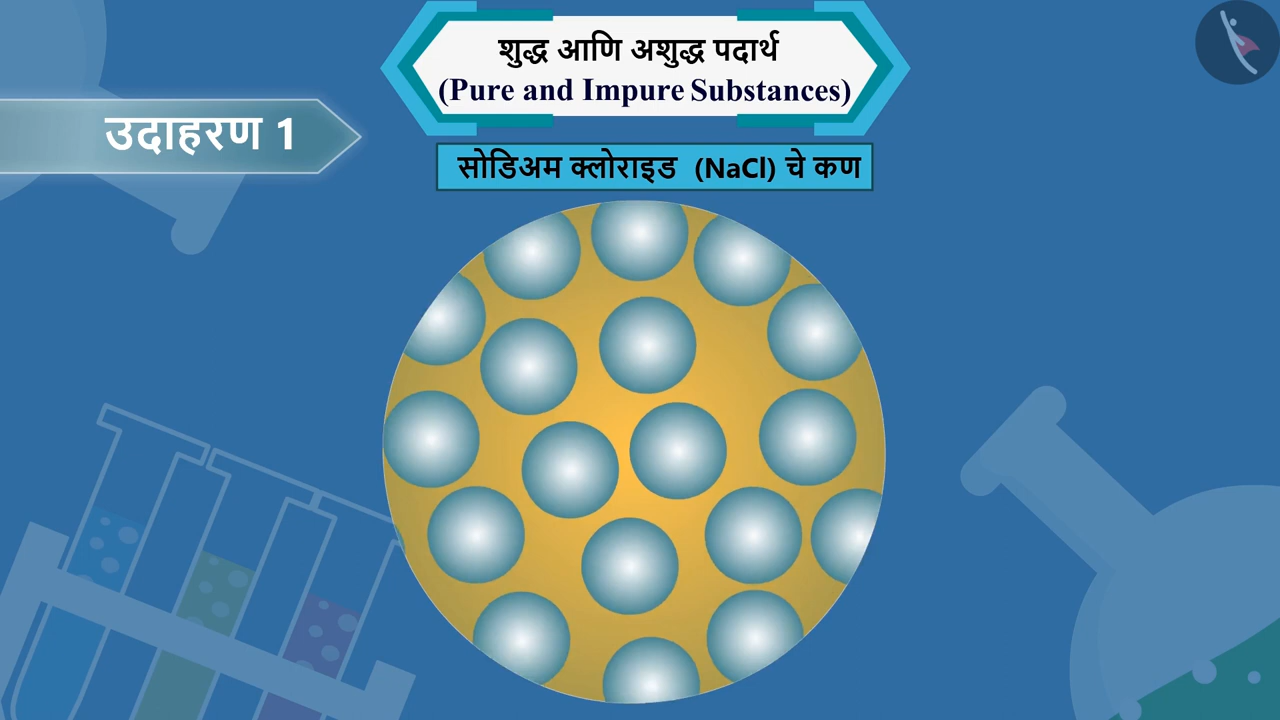 शुद्ध आणि अशुद्ध पदार्थ
(Pure and Impure Substances)
उदाहरण 1
सोडिअम क्लोराइड (NaCl) चे कण